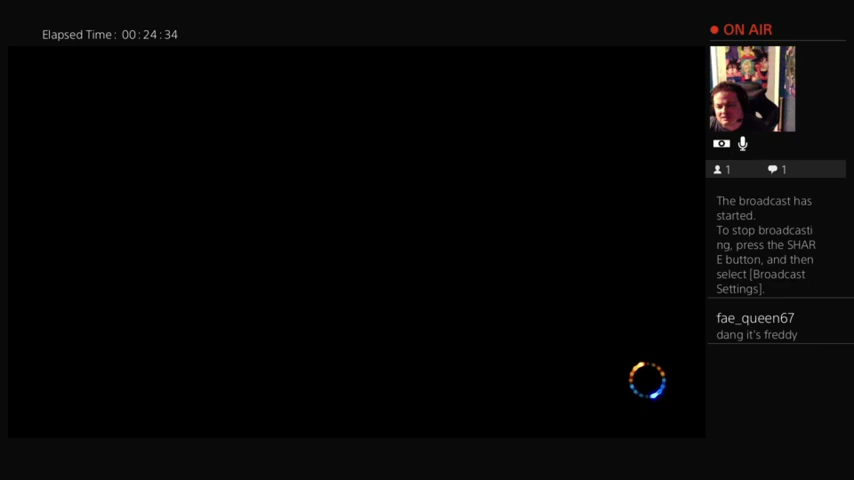 Elapsed Time: 00:24:34
ON AIR
1 1
The broadcast has
started.
To stop broadcasti
ng, press the SHAR
E button, and then
select [Broadcast
Settings].
fae_queen67
dang it's freddy